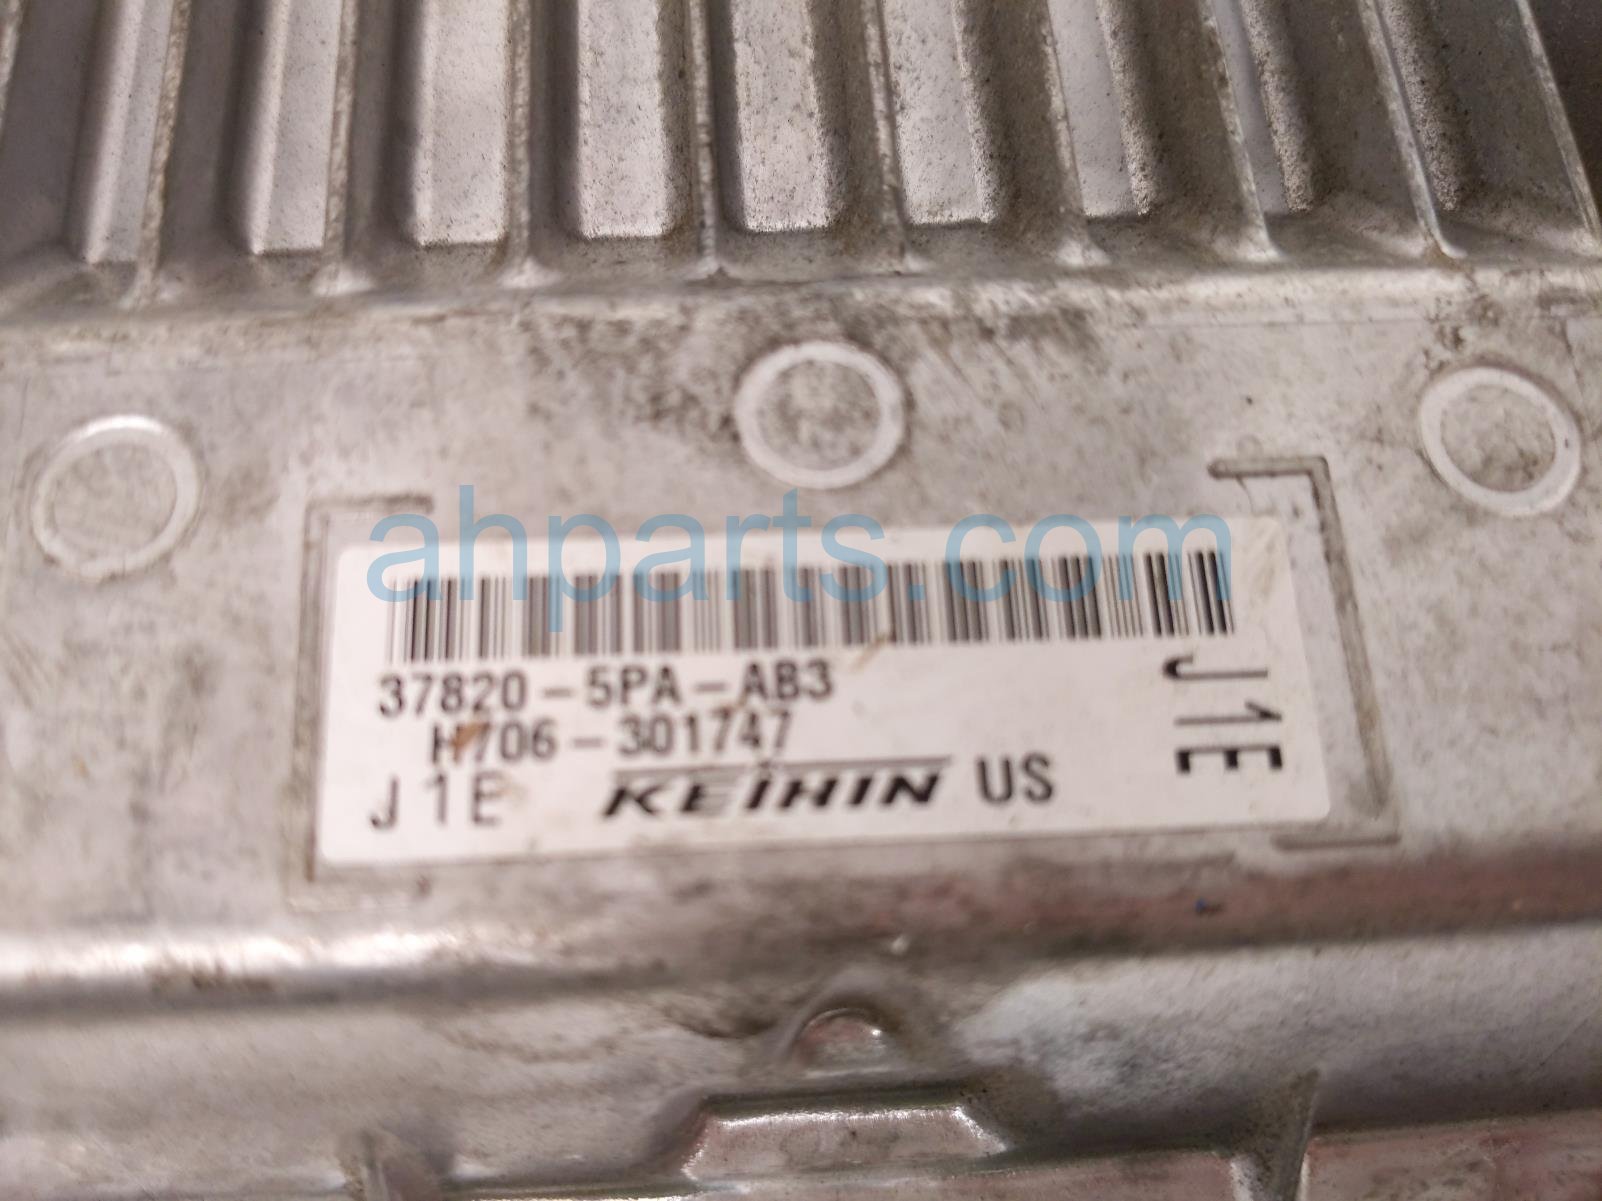 ahparts.com
37820-5PA-AB3
H706-301747
J1E KEIHIN US
J1E